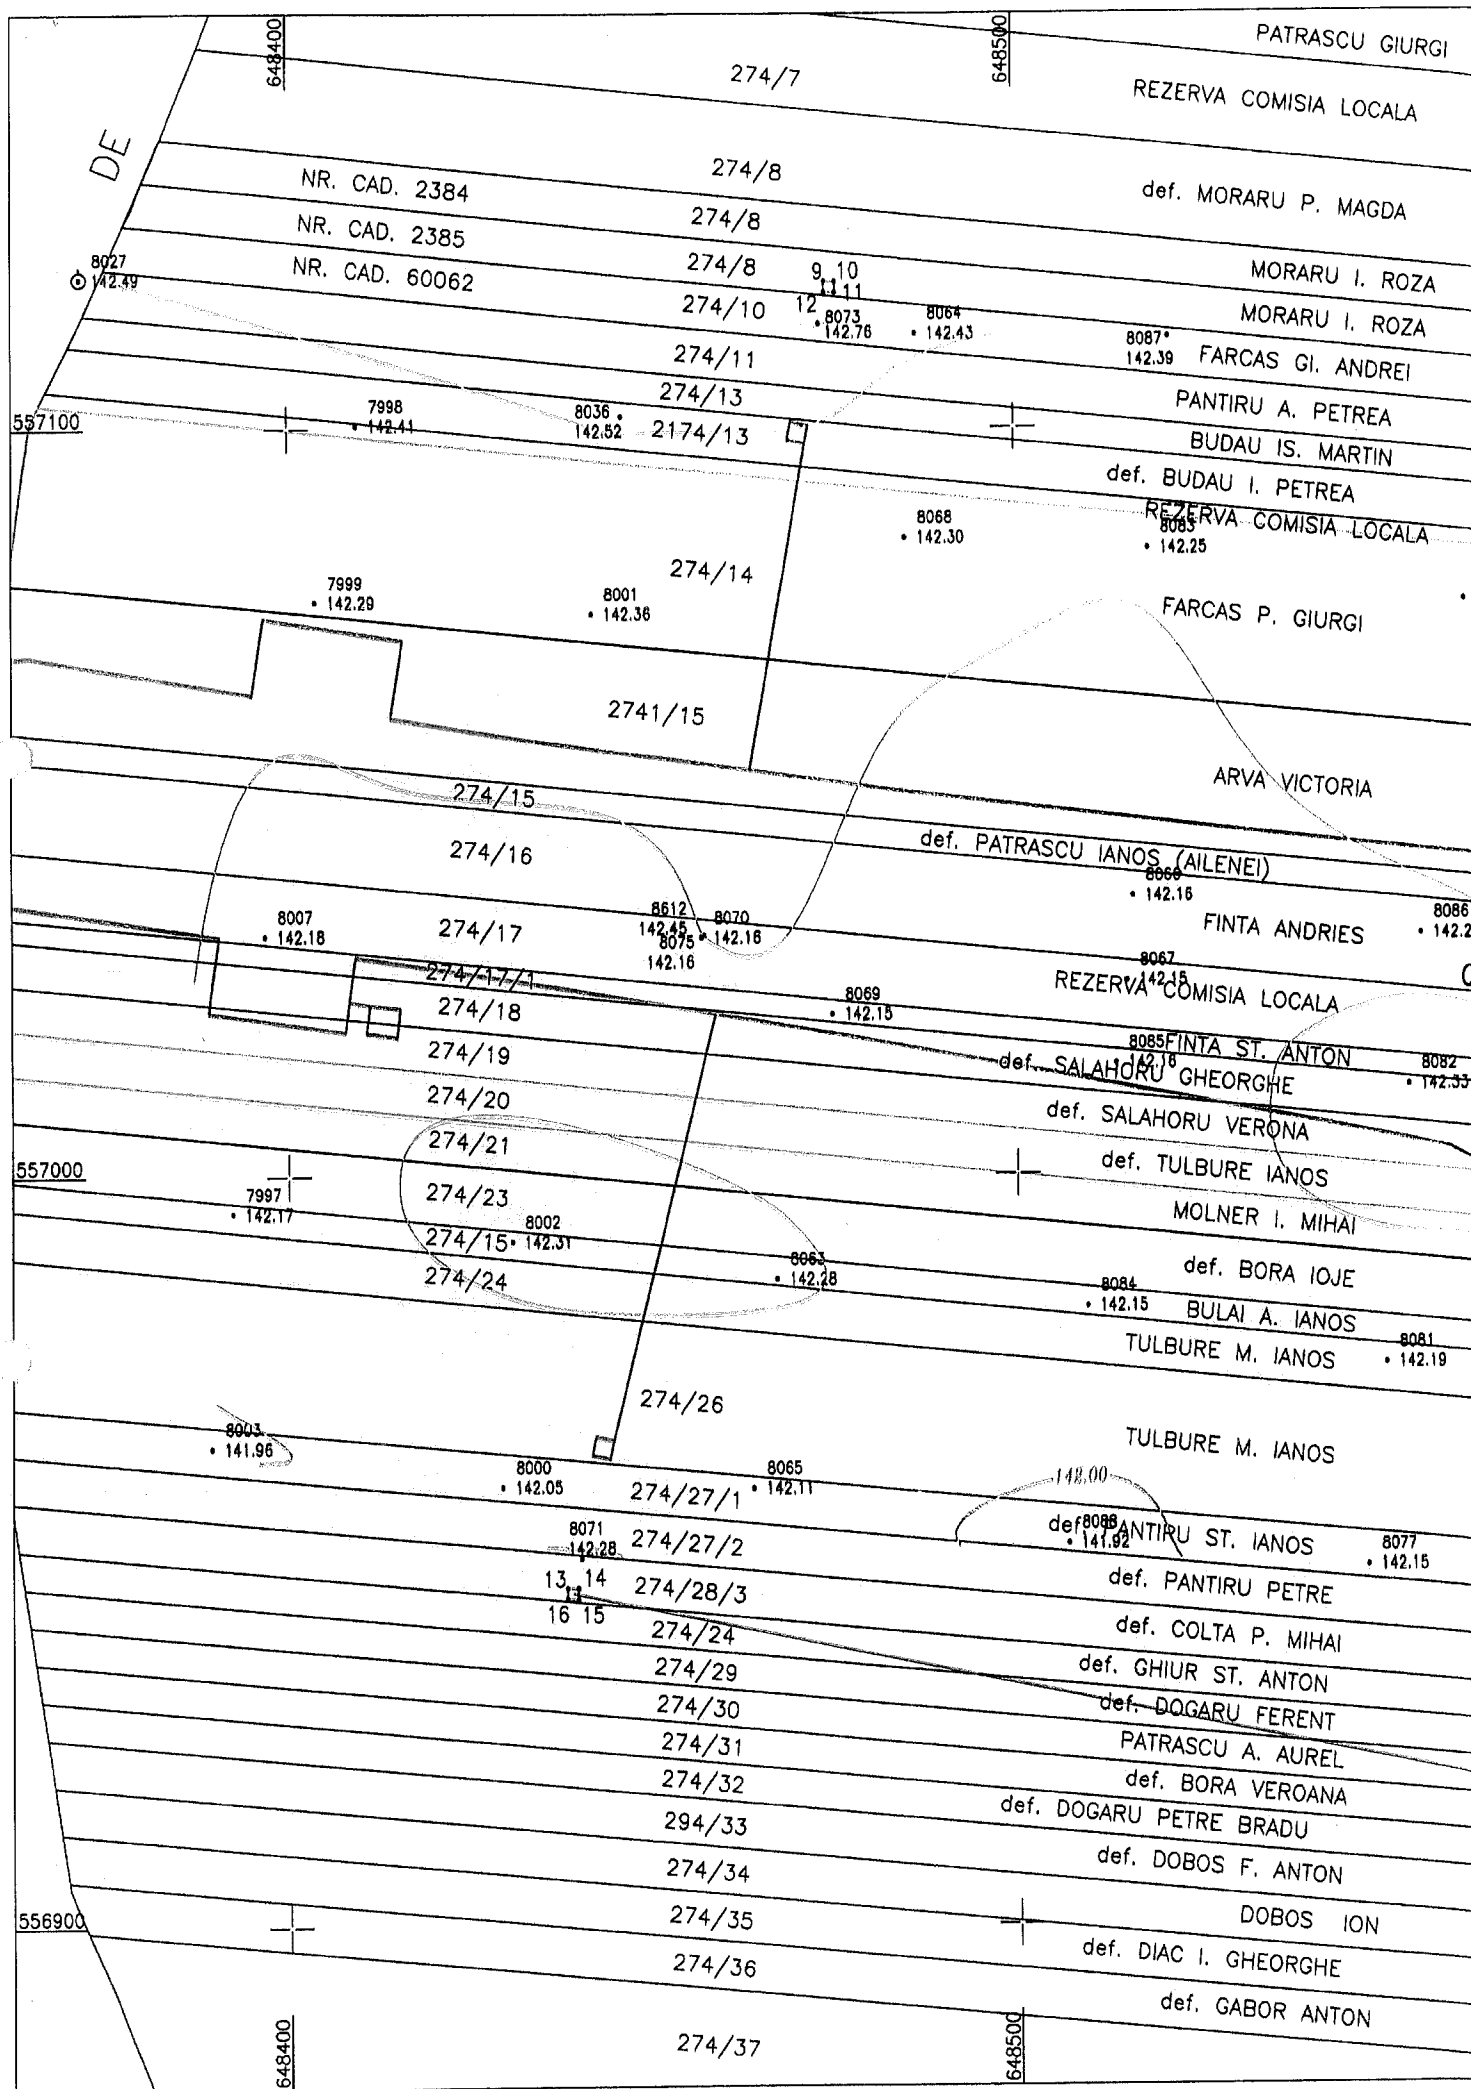 648400
648500
PATRASCU GIURGI
274/7
REZERVA COMISIA LOCALA
DE
274/8
def. MORARU P. MAGDA
NR. CAD. 2384
274/8
NR. CAD. 2385
274/8
MORARU I. ROZA
NR. CAD. 60062
8027
142.49
9 10
12 11
274/10
MORARU I. ROZA
8073
142.76
8064
142.43
8087
142.39
FARCAS GI. ANDREI
274/11
274/13
PANTIRU A. PETREA
557100
7998
142.41
8036
142.52
2174/13
BUDAU IS. MARTIN
def. BUDAU I. PETREA
REZERVA COMISIA LOCALA
8068
142.30
8083
142.25
274/14
7999
142.29
8001
142.36
FARCAS P. GIURGI
2741/15
ARVA VICTORIA
274/15
def. PATRASCU IANOS (AILENEI)
274/16
142.16
8086
142.2
FINTA ANDRIES
8007
142.18
274/17
8612
142.45
8070
142.16
8075
142.16
8067
142.15
REZERVA COMISIA LOCALA
274/17/1
274/18
8069
142.15
8085
142.16
FINTA ST. ANTON
8082
142.33
274/19
def. SALAHORU GHEORGHE
274/20
def. SALAHORU VERONA
274/21
def. TULBURE IANOS
557000
274/23
MOLNER I. MIHAI
7997
142.17
8002
142.31
274/15
274/24
8063
142.28
def. BORA IOJE
8084
142.15
BULAI A. IANOS
TULBURE M. IANOS
8081
142.19
274/26
TULBURE M. IANOS
8003
141.96
8000
142.05
8065
142.11
274/27/1
148.00
def. PANTIRU ST. IANOS
8088
141.92
8077
142.15
8071
142.28
274/27/2
def. PANTIRU PETRE
13 14
16 15
274/28/3
def. COLTA P. MIHAI
274/24
def. GHIUR ST. ANTON
274/29
def. DOGARU FERENT
274/30
PATRASCU A. AUREL
274/31
def. BORA VEROANA
274/32
def. DOGARU PETRE BRADU
294/33
def. DOBOS F. ANTON
274/34
DOBOS ION
556900
274/35
def. DIAC I. GHEORGHE
274/36
def. GABOR ANTON
648400
648500
274/37